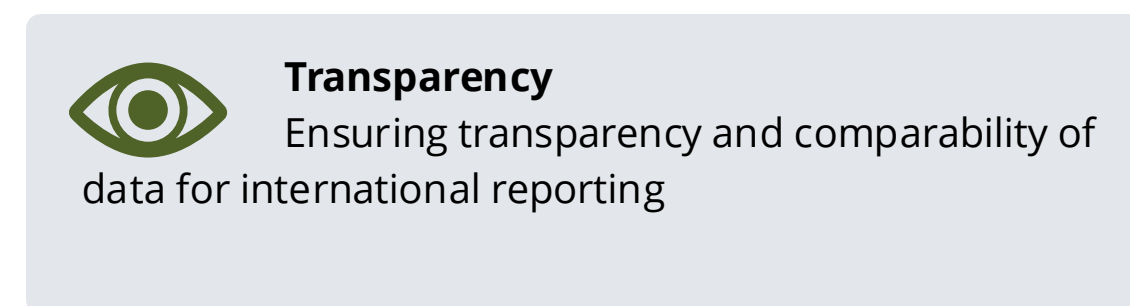 Transparency
Ensuring transparency and comparability of
data for international reporting